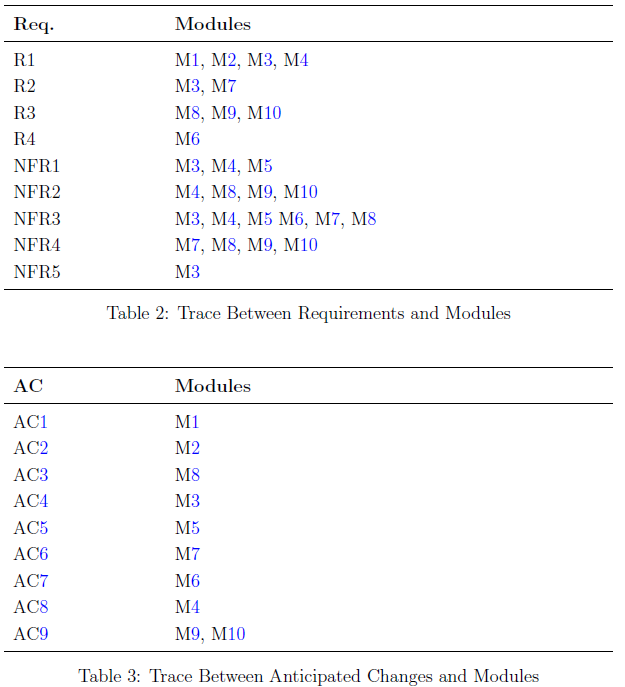 Req. Modules
R1 M1, M2, M3, M4
R2 M3, M7
R3 M8, M9, M10
R4 M6
NFR1 M3, M4, M5
NFR2 M4, M8, M9, M10
NFR3 M3, M4, M5 M6, M7, M8
NFR4 M7, M8, M9, M10
NFR5 M3
Table 2: Trace Between Requirements and Modules
AC Modules
AC1 M1
AC2 M2
AC3 M8
AC4 M3
AC5 M5
AC6 M7
AC7 M6
AC8 M4
AC9 M9, M10
Table 3: Trace Between Anticipated Changes and Modules